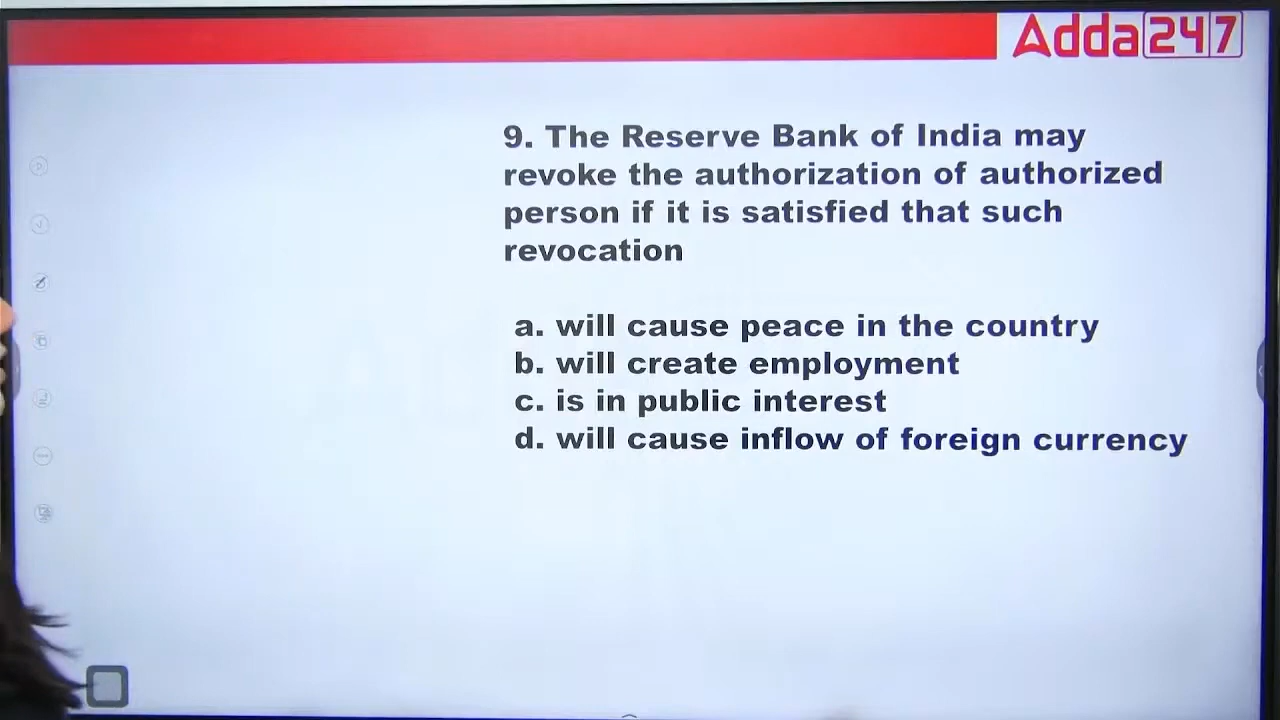 Adda247
9. The Reserve Bank of India may
revoke the authorization of authorized
person if it is satisfied that such
revocation
a. will cause peace in the country
b. will create employment
c. is in public interest
d. will cause inflow of foreign currency